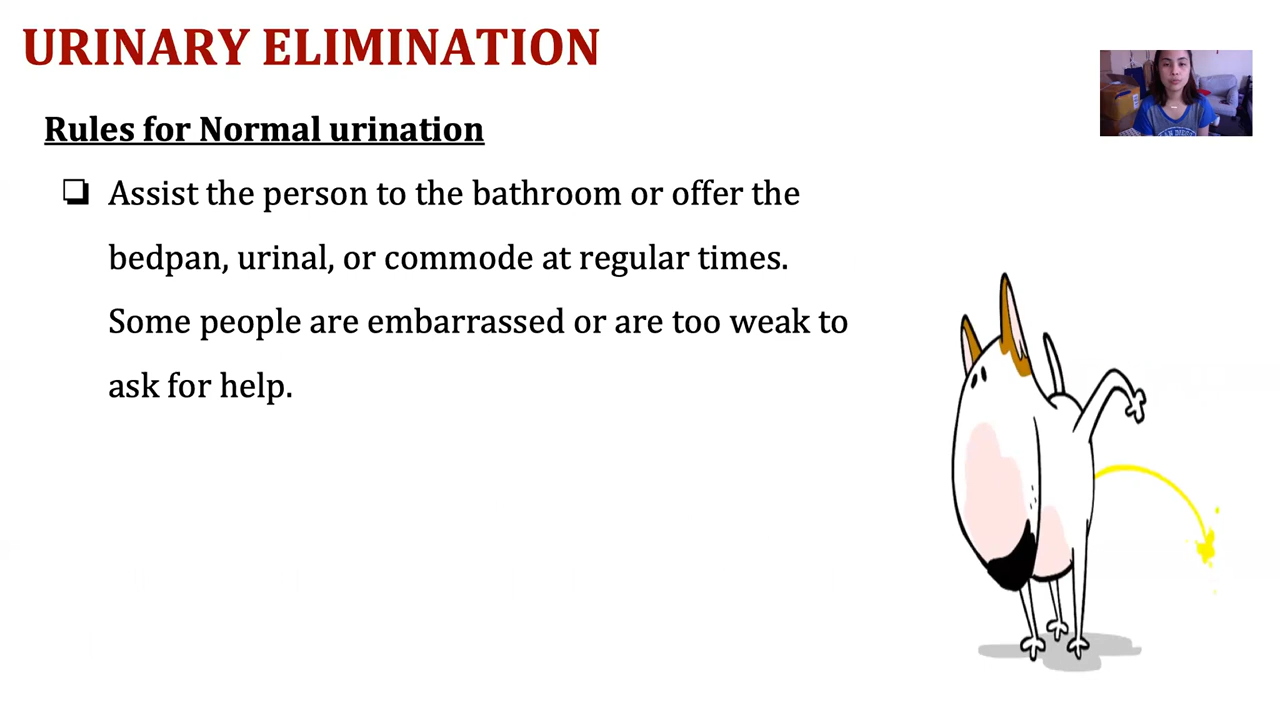 URINARY ELIMINATION
Rules for Normal urination
Assist the person to the bathroom or offer the
bedpan, urinal, or commode at regular times.
Some people are embarrassed or are too weak to
ask for help.